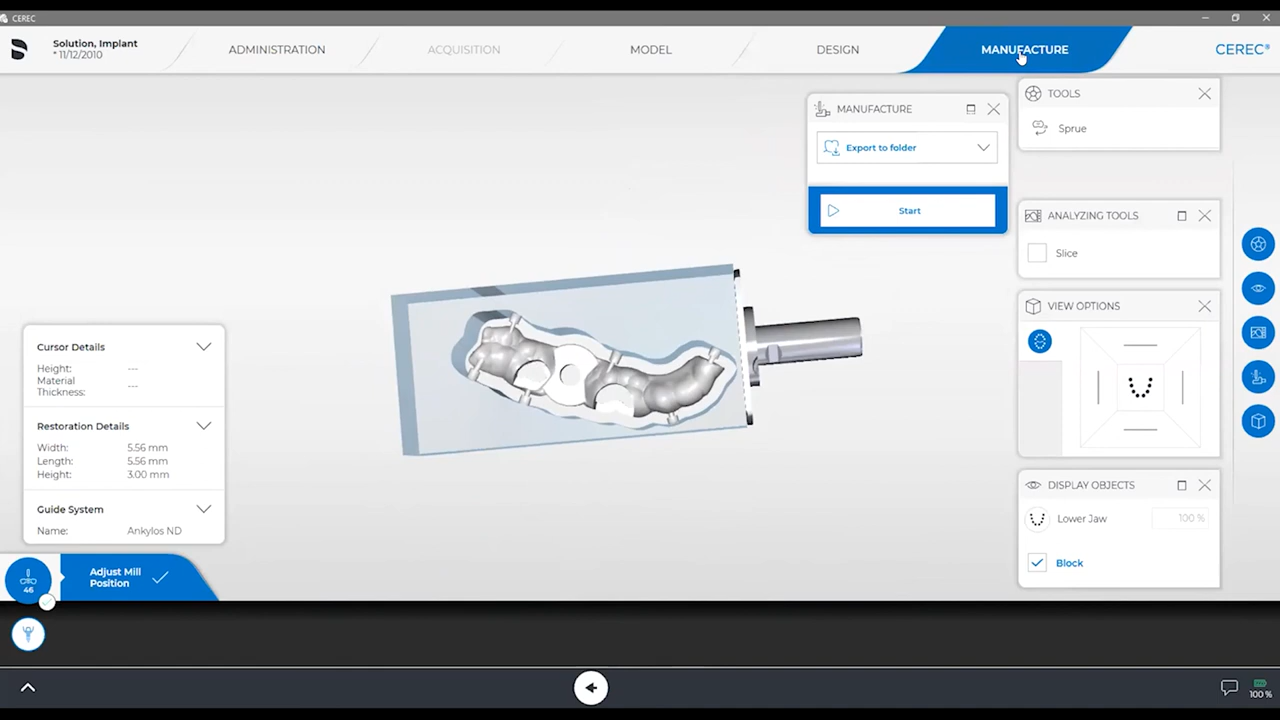 CEREC
Solution, Implant
* 11/12/2010
ADMINISTRATION
ACQUISITION
MODEL
DESIGN
MANUFACTURE
CEREC®
MANUFACTURE
Export to folder
Start
TOOLS
Sprue
ANALYZING TOOLS
Slice
VIEW OPTIONS
DISPLAY OBJECTS
Lower Jaw 100 %
Block
Cursor Details
Height: ---
Material
Thickness: ---
Restoration Details
Width: 5.56 mm
Length: 5.56 mm
Height: 3.00 mm
Guide System
Name: Ankylos ND
46
Adjust Mill
Position
100 %